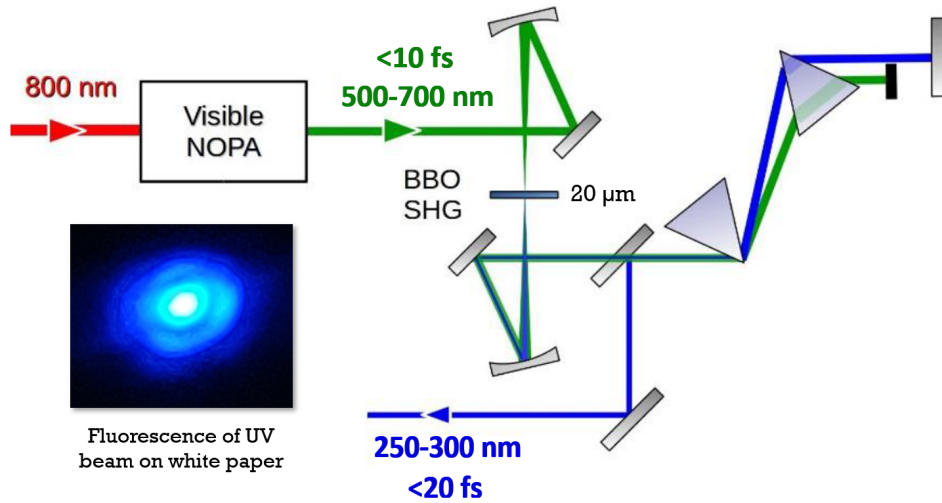 <10 fs
500-700 nm
800 nm
Visible
NOPA
BBO
SHG
20 µm
Fluorescence of UV
beam on white paper
250-300 nm
<20 fs